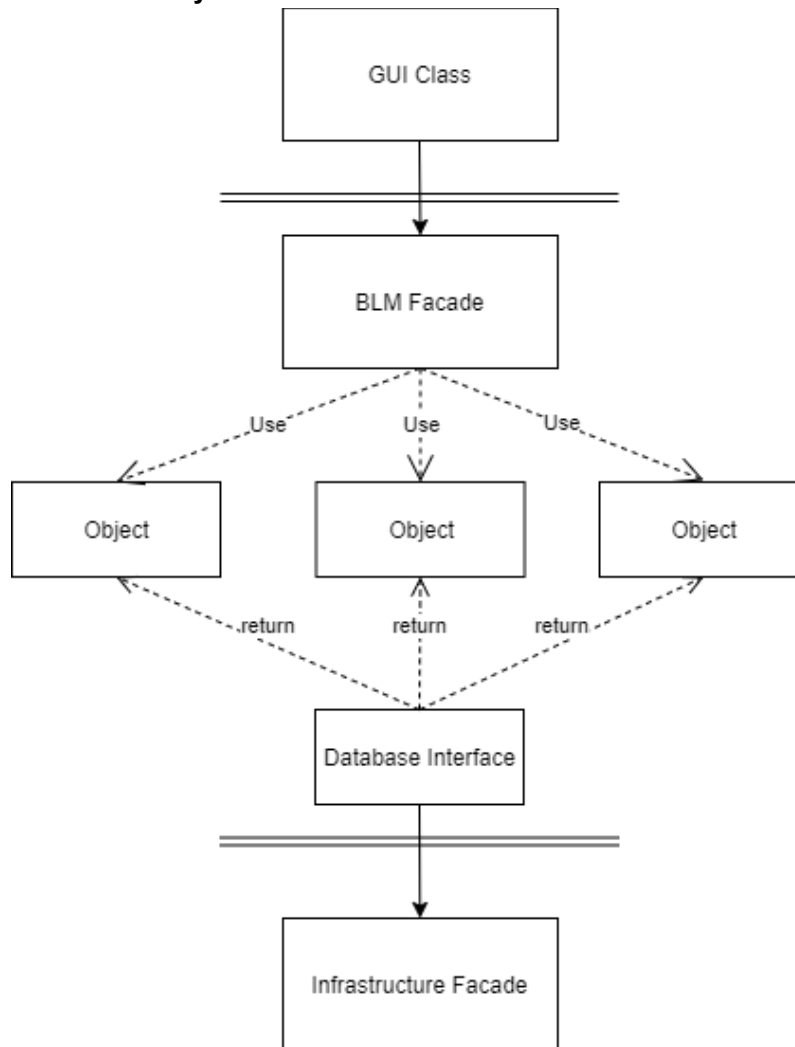 GUI Class
BLM Facade
Use
Use
Use
Object
Object
Object
return
return
return
Database Interface
Infrastructure Facade